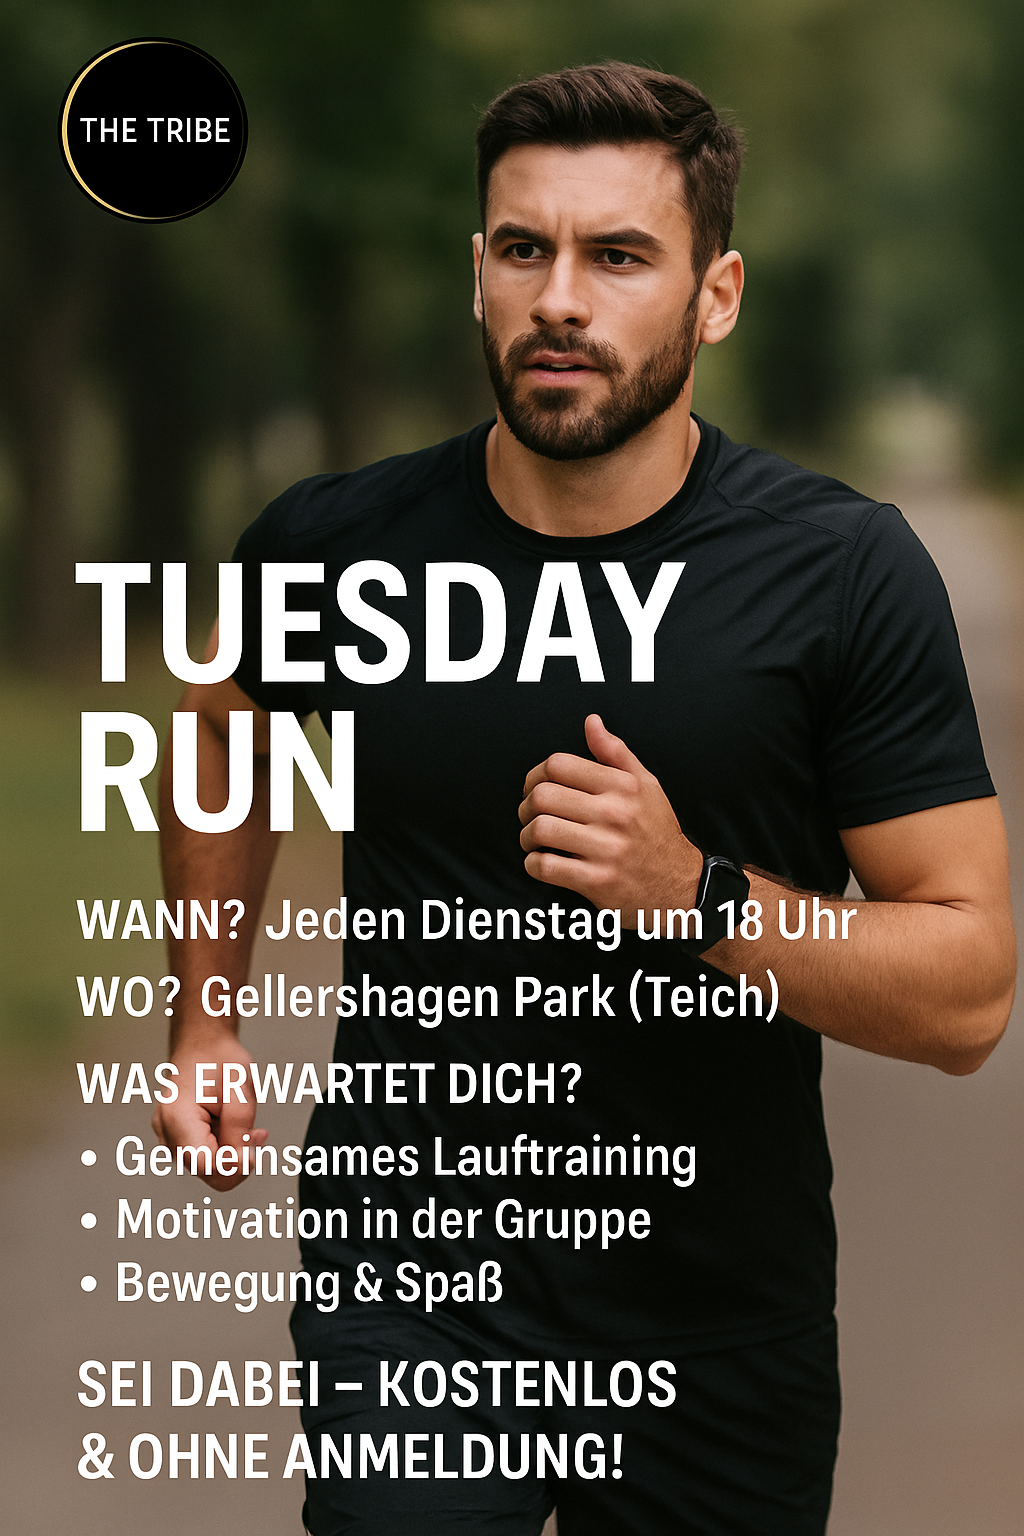 THE TRIBE
TUESDAY
RUN
WANN? Jeden Dienstag um 18 Uhr
WO? Gellershagen Park (Teich)
WAS ERWARTET DICH?
• Gemeinsames Lauftraining
• Motivation in der Gruppe
• Bewegung & Spaß
SEI DABEI – KOSTENLOS
& OHNE ANMELDUNG!